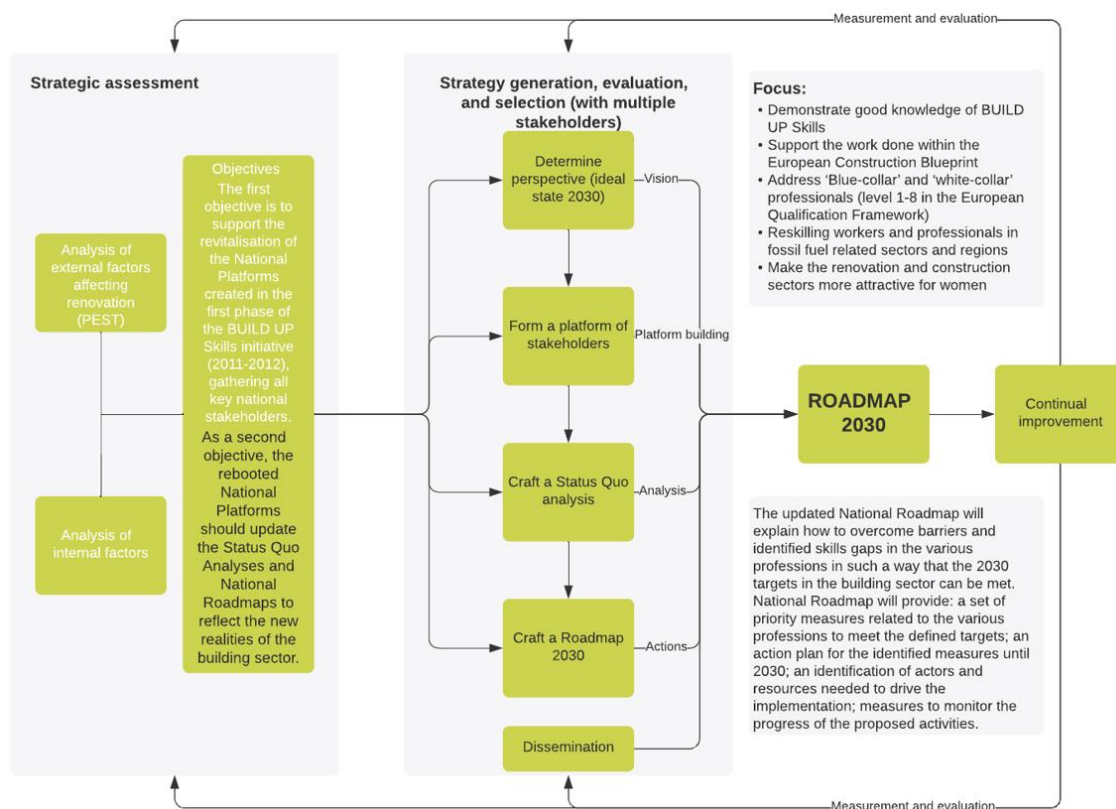 Measurement and evaluation
Strategic assessment
Analysis of
external factors
affecting
renovation
(PEST)
Analysis of
internal factors
Objectives
The first
objective is to
support the
revitalisation of
the National
Platforms
created in the
first phase of
the BUILD UP
Skills initiative
(2011-2012),
gathering all
key national
stakeholders.
As a second
objective, the
rebooted
National
Platforms
should update
the Status Quo
Analyses and
National
Roadmaps to
reflect the new
realities of the
building sector.
Strategy generation, evaluation,
and selection (with multiple
stakeholders)
Determine
perspective (ideal
state 2030)
Vision
Form a platform of
stakeholders
Platform building
Craft a Status Quo
analysis
Analysis
Craft a Roadmap
2030
Actions
Dissemination
Focus:
• Demonstrate good knowledge of BUILD
UP Skills
• Support the work done within the
European Construction Blueprint
• Address ‘Blue-collar’ and ‘white-collar’
professionals (level 1-8 in the European
Qualification Framework)
• Reskilling workers and professionals in
fossil fuel related sectors and regions
• Make the renovation and construction
sectors more attractive for women
ROADMAP
2030
Continual
improvement
The updated National Roadmap will
explain how to overcome barriers and
identified skills gaps in the various
professions in such a way that the 2030
targets in the building sector can be met.
National Roadmap will provide: a set of
priority measures related to the various
professions to meet the defined targets; an
action plan for the identified measures until
2030; an identification of actors and
resources needed to drive the
implementation; measures to monitor the
progress of the proposed activities.
Measurement and evaluation